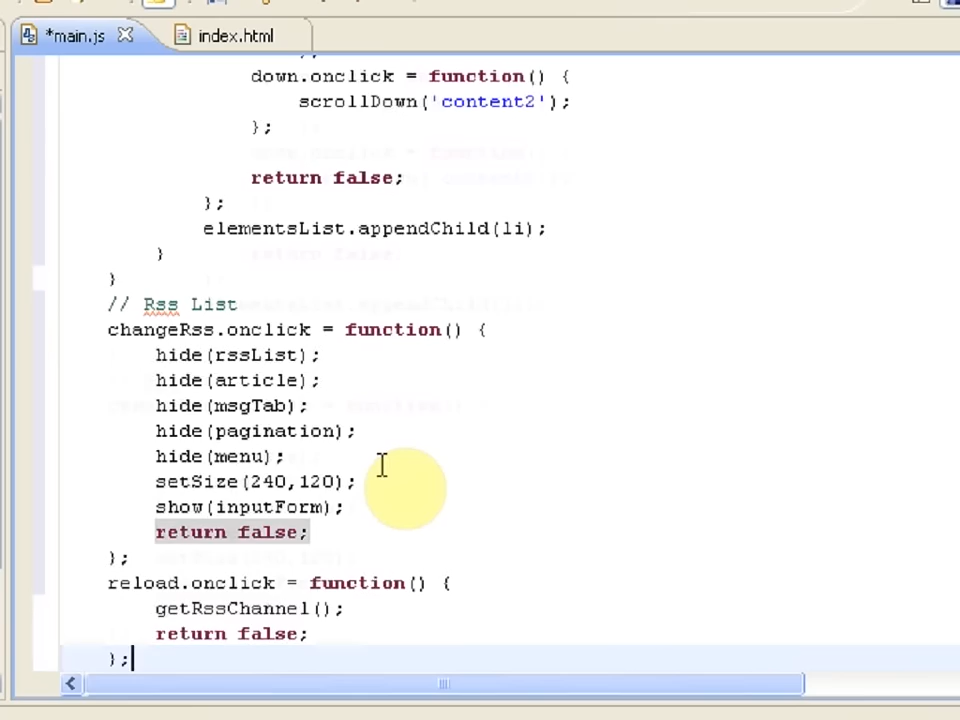 *main.js index.html
down.onclick = function() {
scrollDown('content2');
};
return false;
};
elementsList.appendChild(li);
}
}
// Rss List
changeRss.onclick = function() {
hide(rssList);
hide(article);
hide(msgTab);
hide(pagination);
hide(menu);
setSize(240,120);
show(inputForm);
return false;
};
reload.onclick = function() {
getRssChannel();
return false;
};